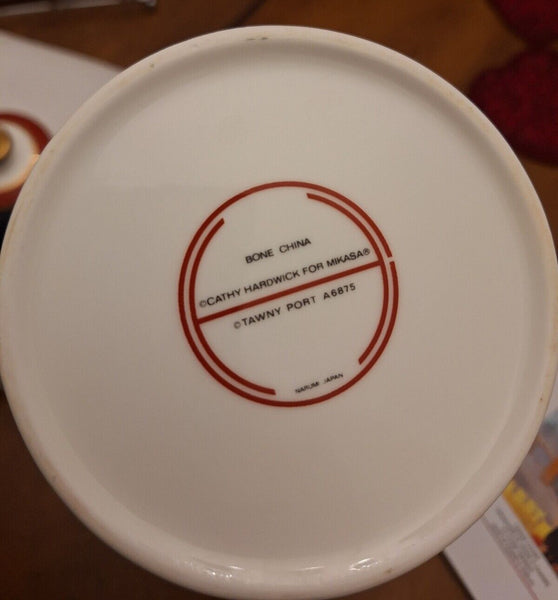 BONE CHINA
©CATHY HARDWICK FOR MIKASA®
©TAWNY PORT A6875
NARUMI JAPAN